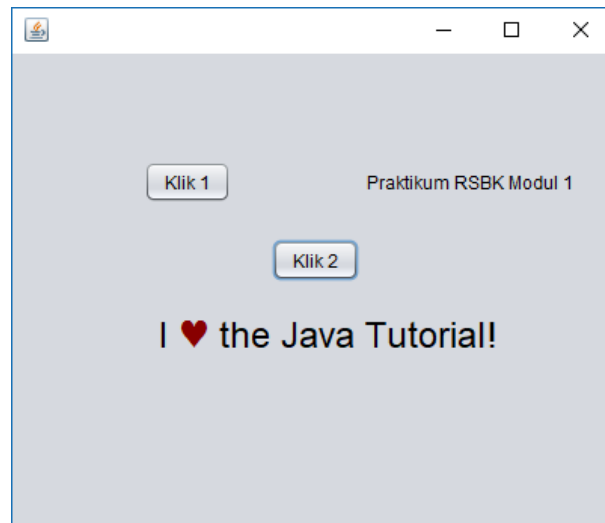 Klik 1
Praktikum RSBK Modul 1
Klik 2
I ♥ the Java Tutorial!